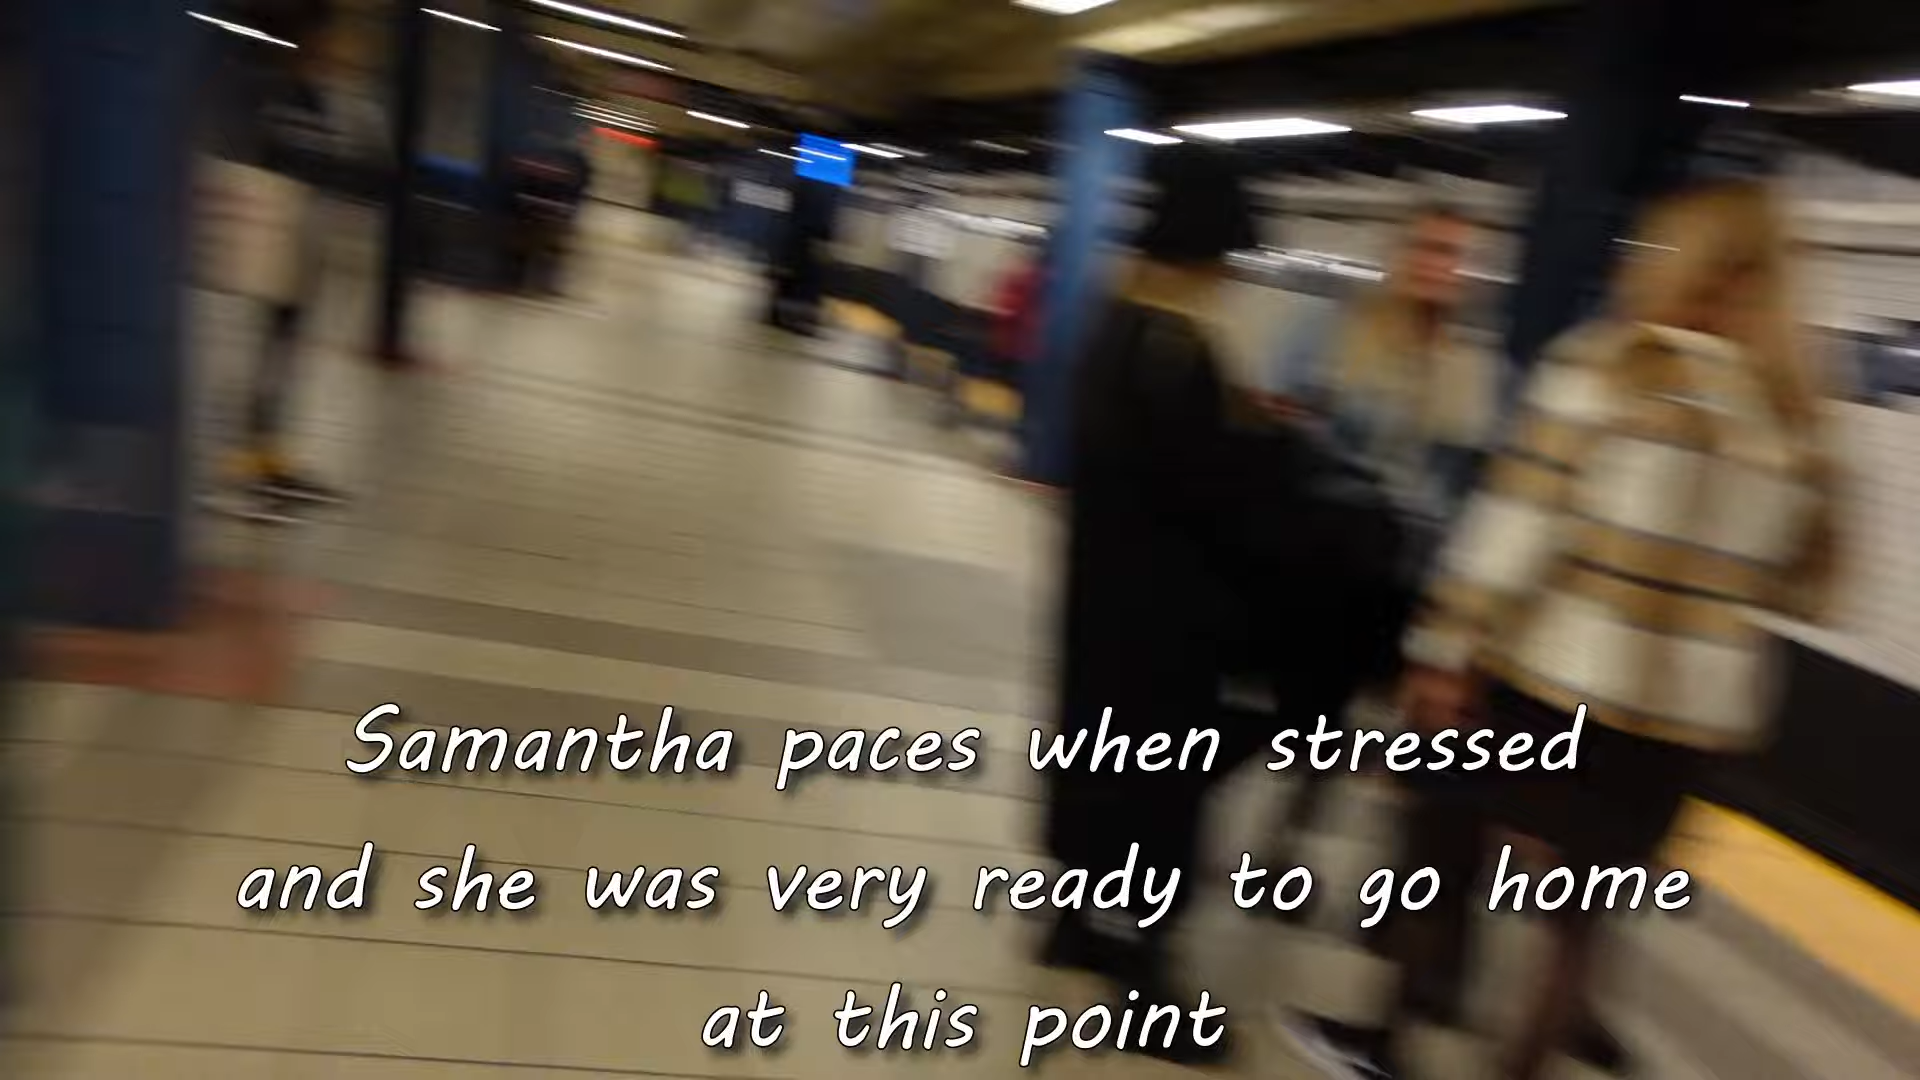 Samantha paces when stressed
and she was very ready to go home
at this point